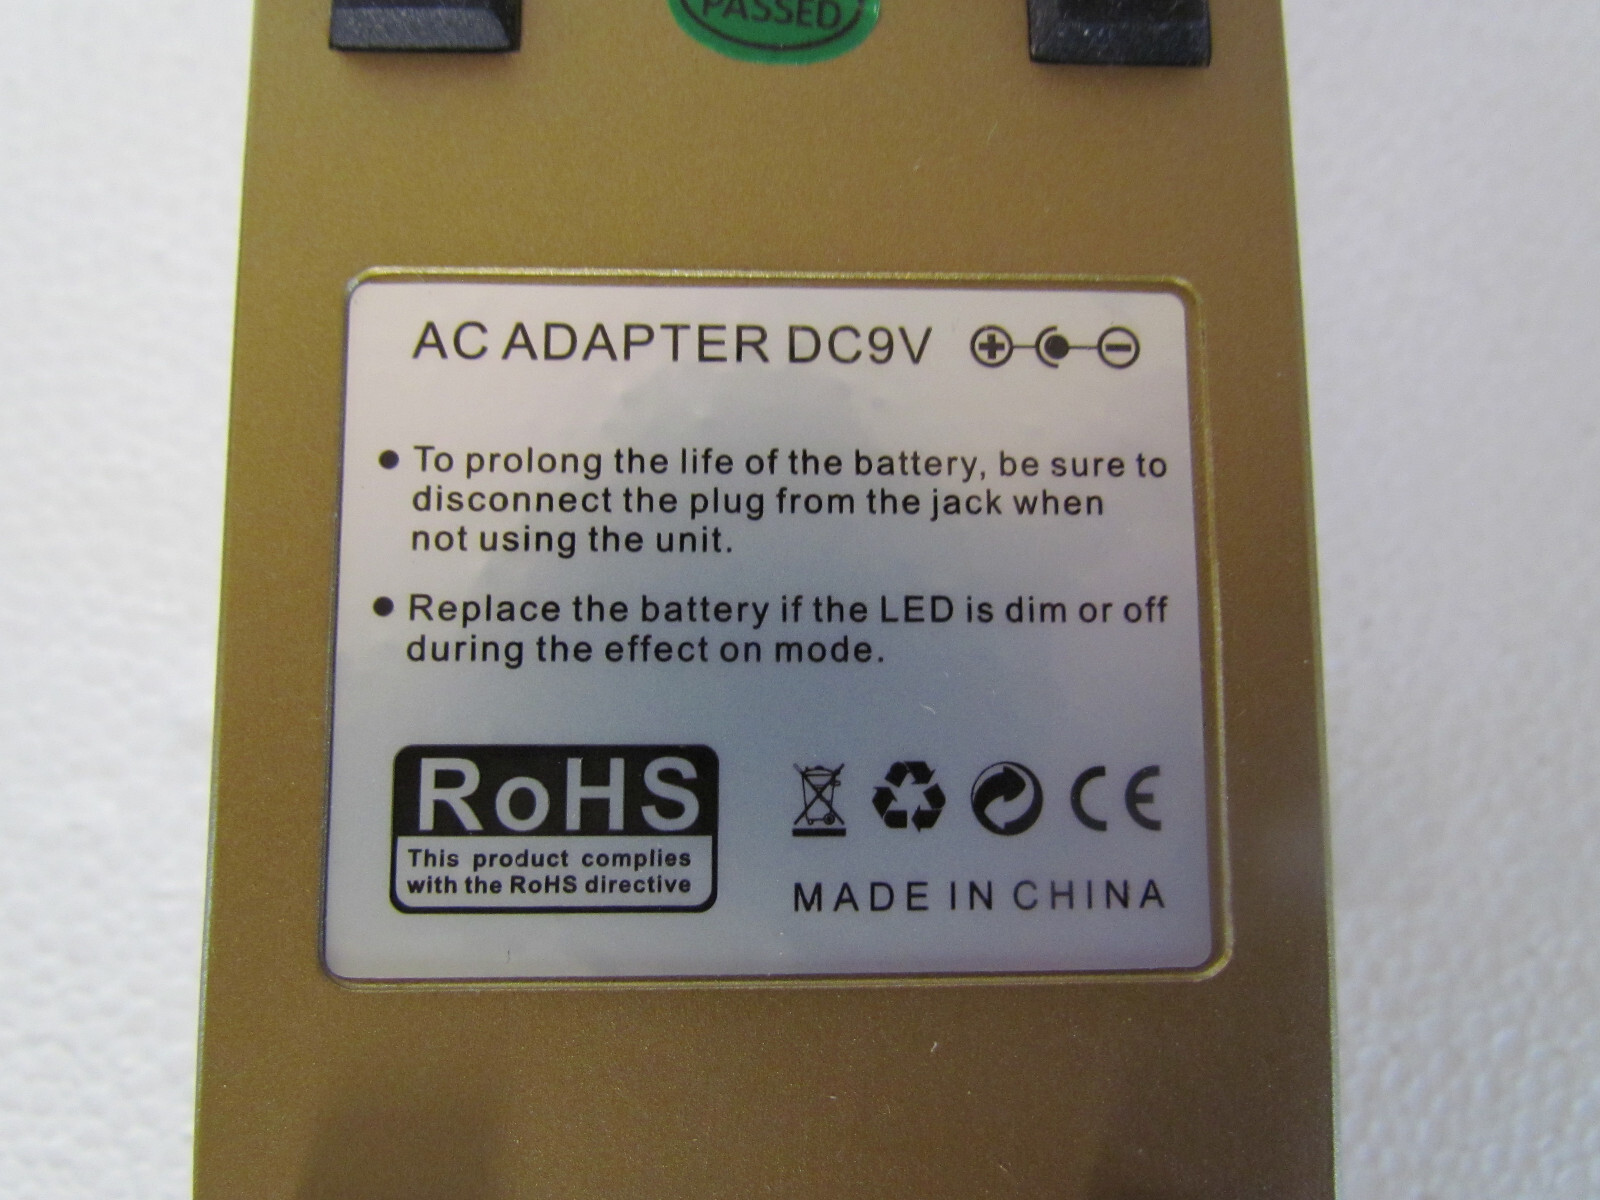 PASSED
AC ADAPTER DC9V
To prolong the life of the battery, be sure to
disconnect the plug from the jack when
not using the unit.
Replace the battery if the LED is dim or off
during the effect on mode.
RoHS
This product complies
with the RoHS directive
CE
MADE IN CHINA